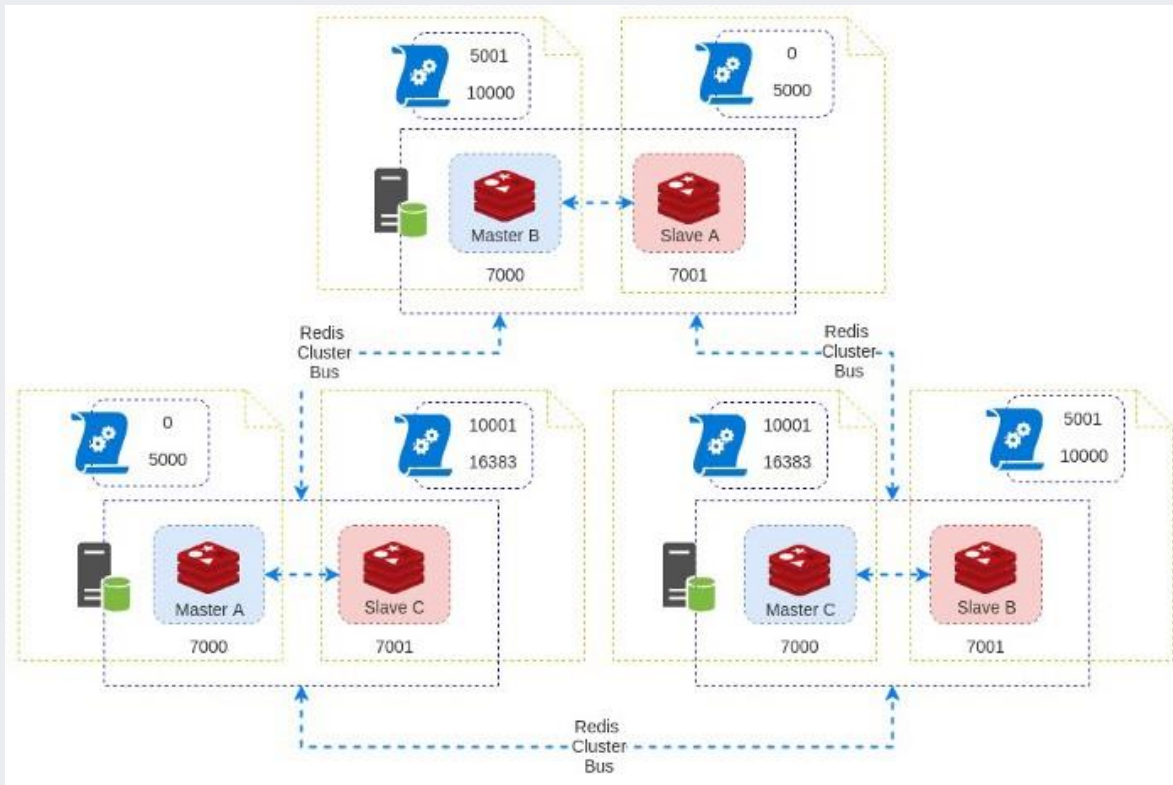 5001
10000
0
5000
Master B
Slave A
7000
7001
Redis
Cluster
Bus
Redis
Cluster
Bus
0
5000
10001
16383
10001
16383
5001
10000
Master A
Slave C
Master C
Slave B
7000
7001
7000
7001
Redis
Cluster
Bus